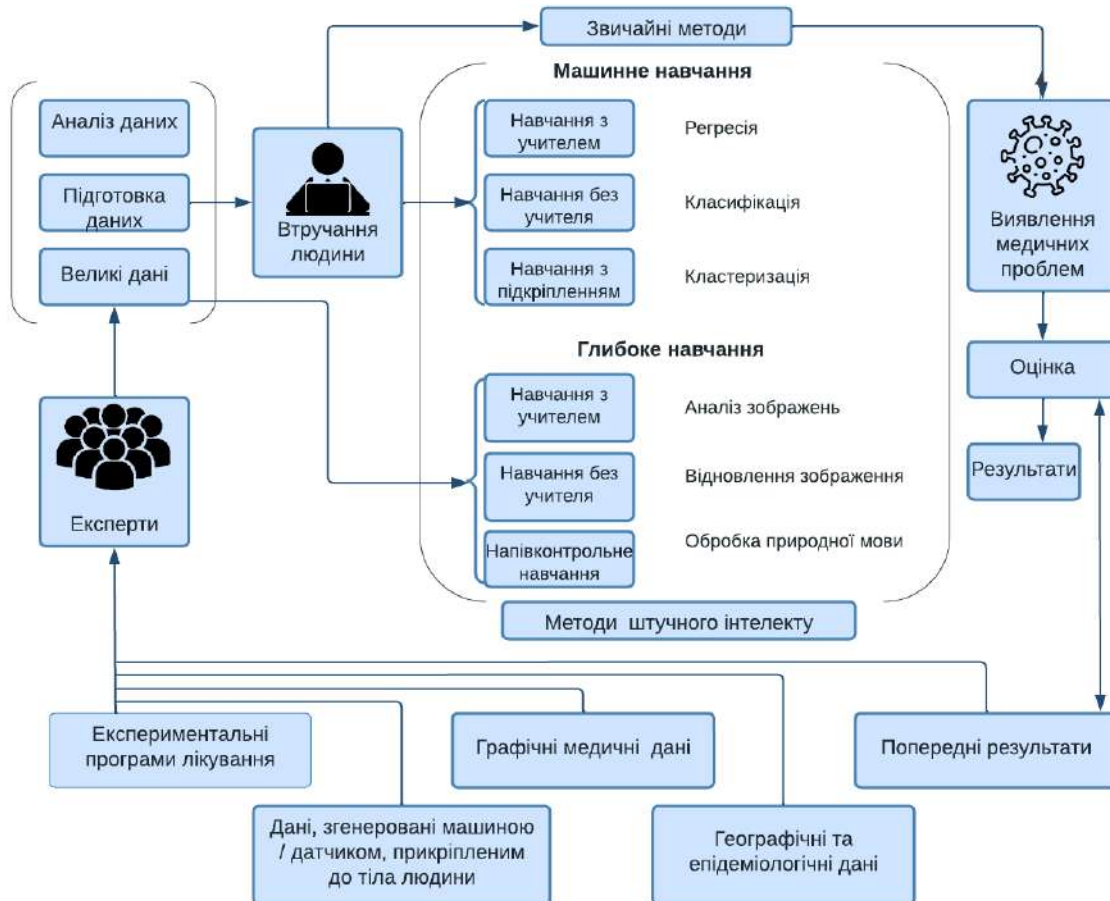 Звичайні методи
Машинне навчання
Аналіз даних
Підготовка
даних
Великі дані
Втручання
людини
Навчання з
учителем
Регресія
Навчання без
учителя
Класифікація
Навчання з
підкріпленням
Кластеризація
Виявлення
медичних
проблем
Глибоке навчання
Навчання з
учителем
Аналіз зображень
Навчання без
учителя
Відновлення зображення
Напівконтрольне
навчання
Обробка природної мови
Оцінка
Результати
Експерти
Методи штучного інтелекту
Експериментальні
програми лікування
Графічні медичні дані
Попередні результати
Дані, згенеровані машиною
/ датчиком, прикріпленим
до тіла людини
Географічні та
епідеміологічні дані